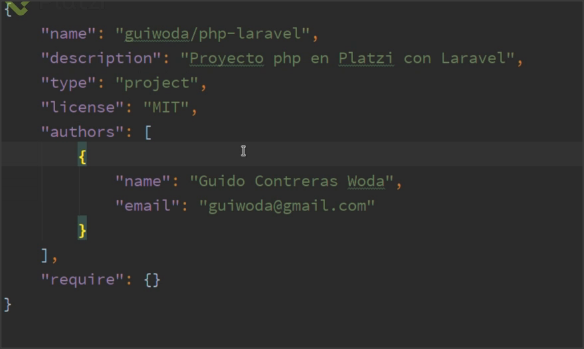 {
"name": "guiwoda/php-laravel",
"description": "Proyecto php en Platzi con Laravel",
"type": "project",
"license": "MIT",
"authors": [
{
"name": "Guido Contreras Woda",
"email": "guiwoda@gmail.com"
}
],
"require": {}
}